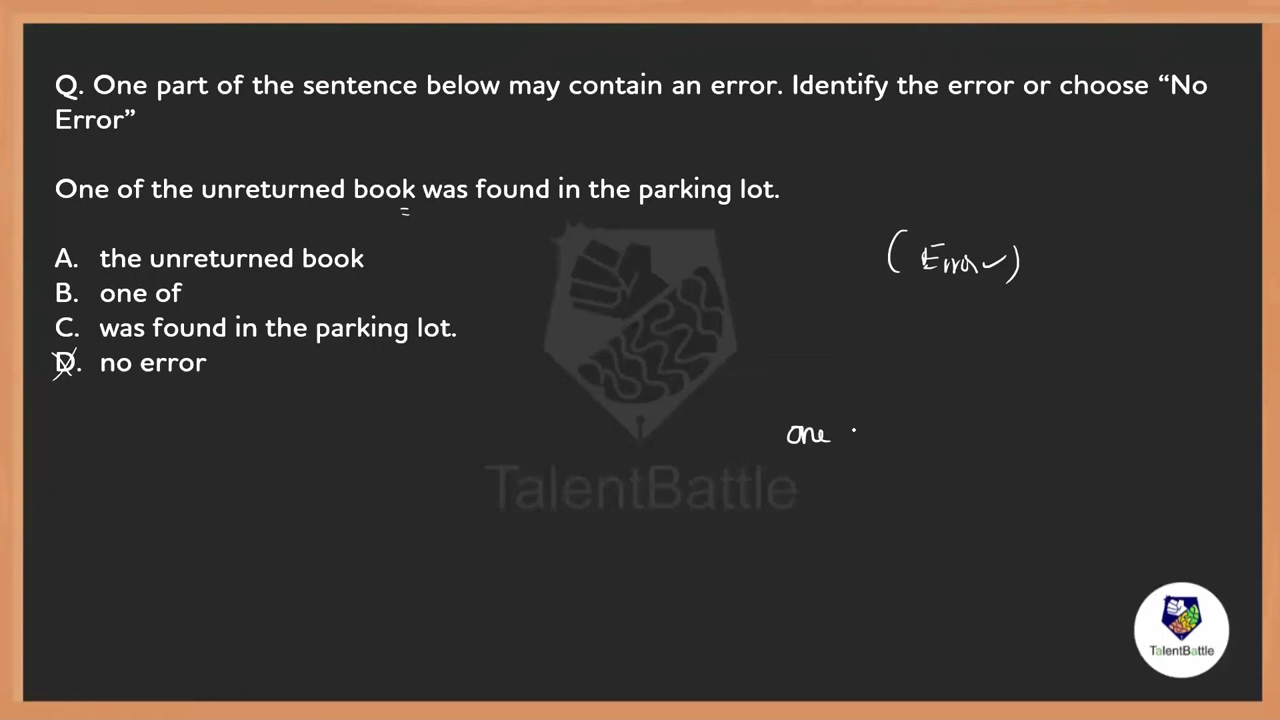 Q. One part of the sentence below may contain an error. Identify the error or choose “No
Error”
One of the unreturned book was found in the parking lot.
A. the unreturned book
(Error✓)
B. one of
C. was found in the parking lot.
D. no error
one .
TalentBattle
TalentBattle